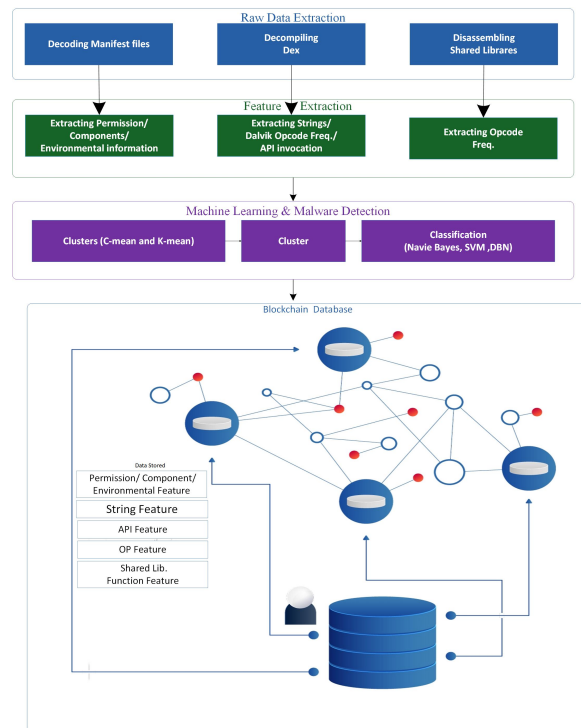 Raw Data Extraction
Decoding Manifest files
Decompiling
Dex
Disassembling
Shared Librares
Feature Extraction
Extracting Permission/
Components/
Environmental information
Extracting Strings/
Dalvik Opcode Freq./
API invocation
Extracting Opcode
Freq.
Machine Learning & Malware Detection
Clusters (C-mean and K-mean)
Cluster
Classification
(Navie Bayes, SVM ,DBN)
Blockchain Database
Data Stored
Permission/ Component/
Environmental Feature
String Feature
API Feature
OP Feature
Shared Lib.
Function Feature